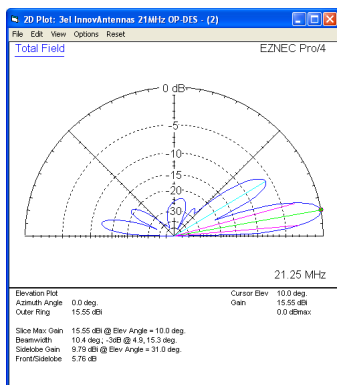 2D Plot: 3el InnovAntennas 21MHz OP-DES - (2)
File Edit View Options Reset
Total Field
EZNEC Pro/4
0 dB
-5
-10
-15
-20
-30
21.25 MHz
Elevation Plot
Azimuth Angle 0.0 deg.
Outer Ring 15.55 dBi
Cursor Elev 10.0 deg.
Gain 15.55 dBi
0.0 dBmax
Slice Max Gain 15.55 dBi @ Elev Angle = 10.0 deg.
Beamwidth 10.4 deg.; -3dB @ 4.9, 15.3 deg.
Sidelobe Gain 9.79 dBi @ Elev Angle = 31.0 deg.
Front/Sidelobe 5.76 dB